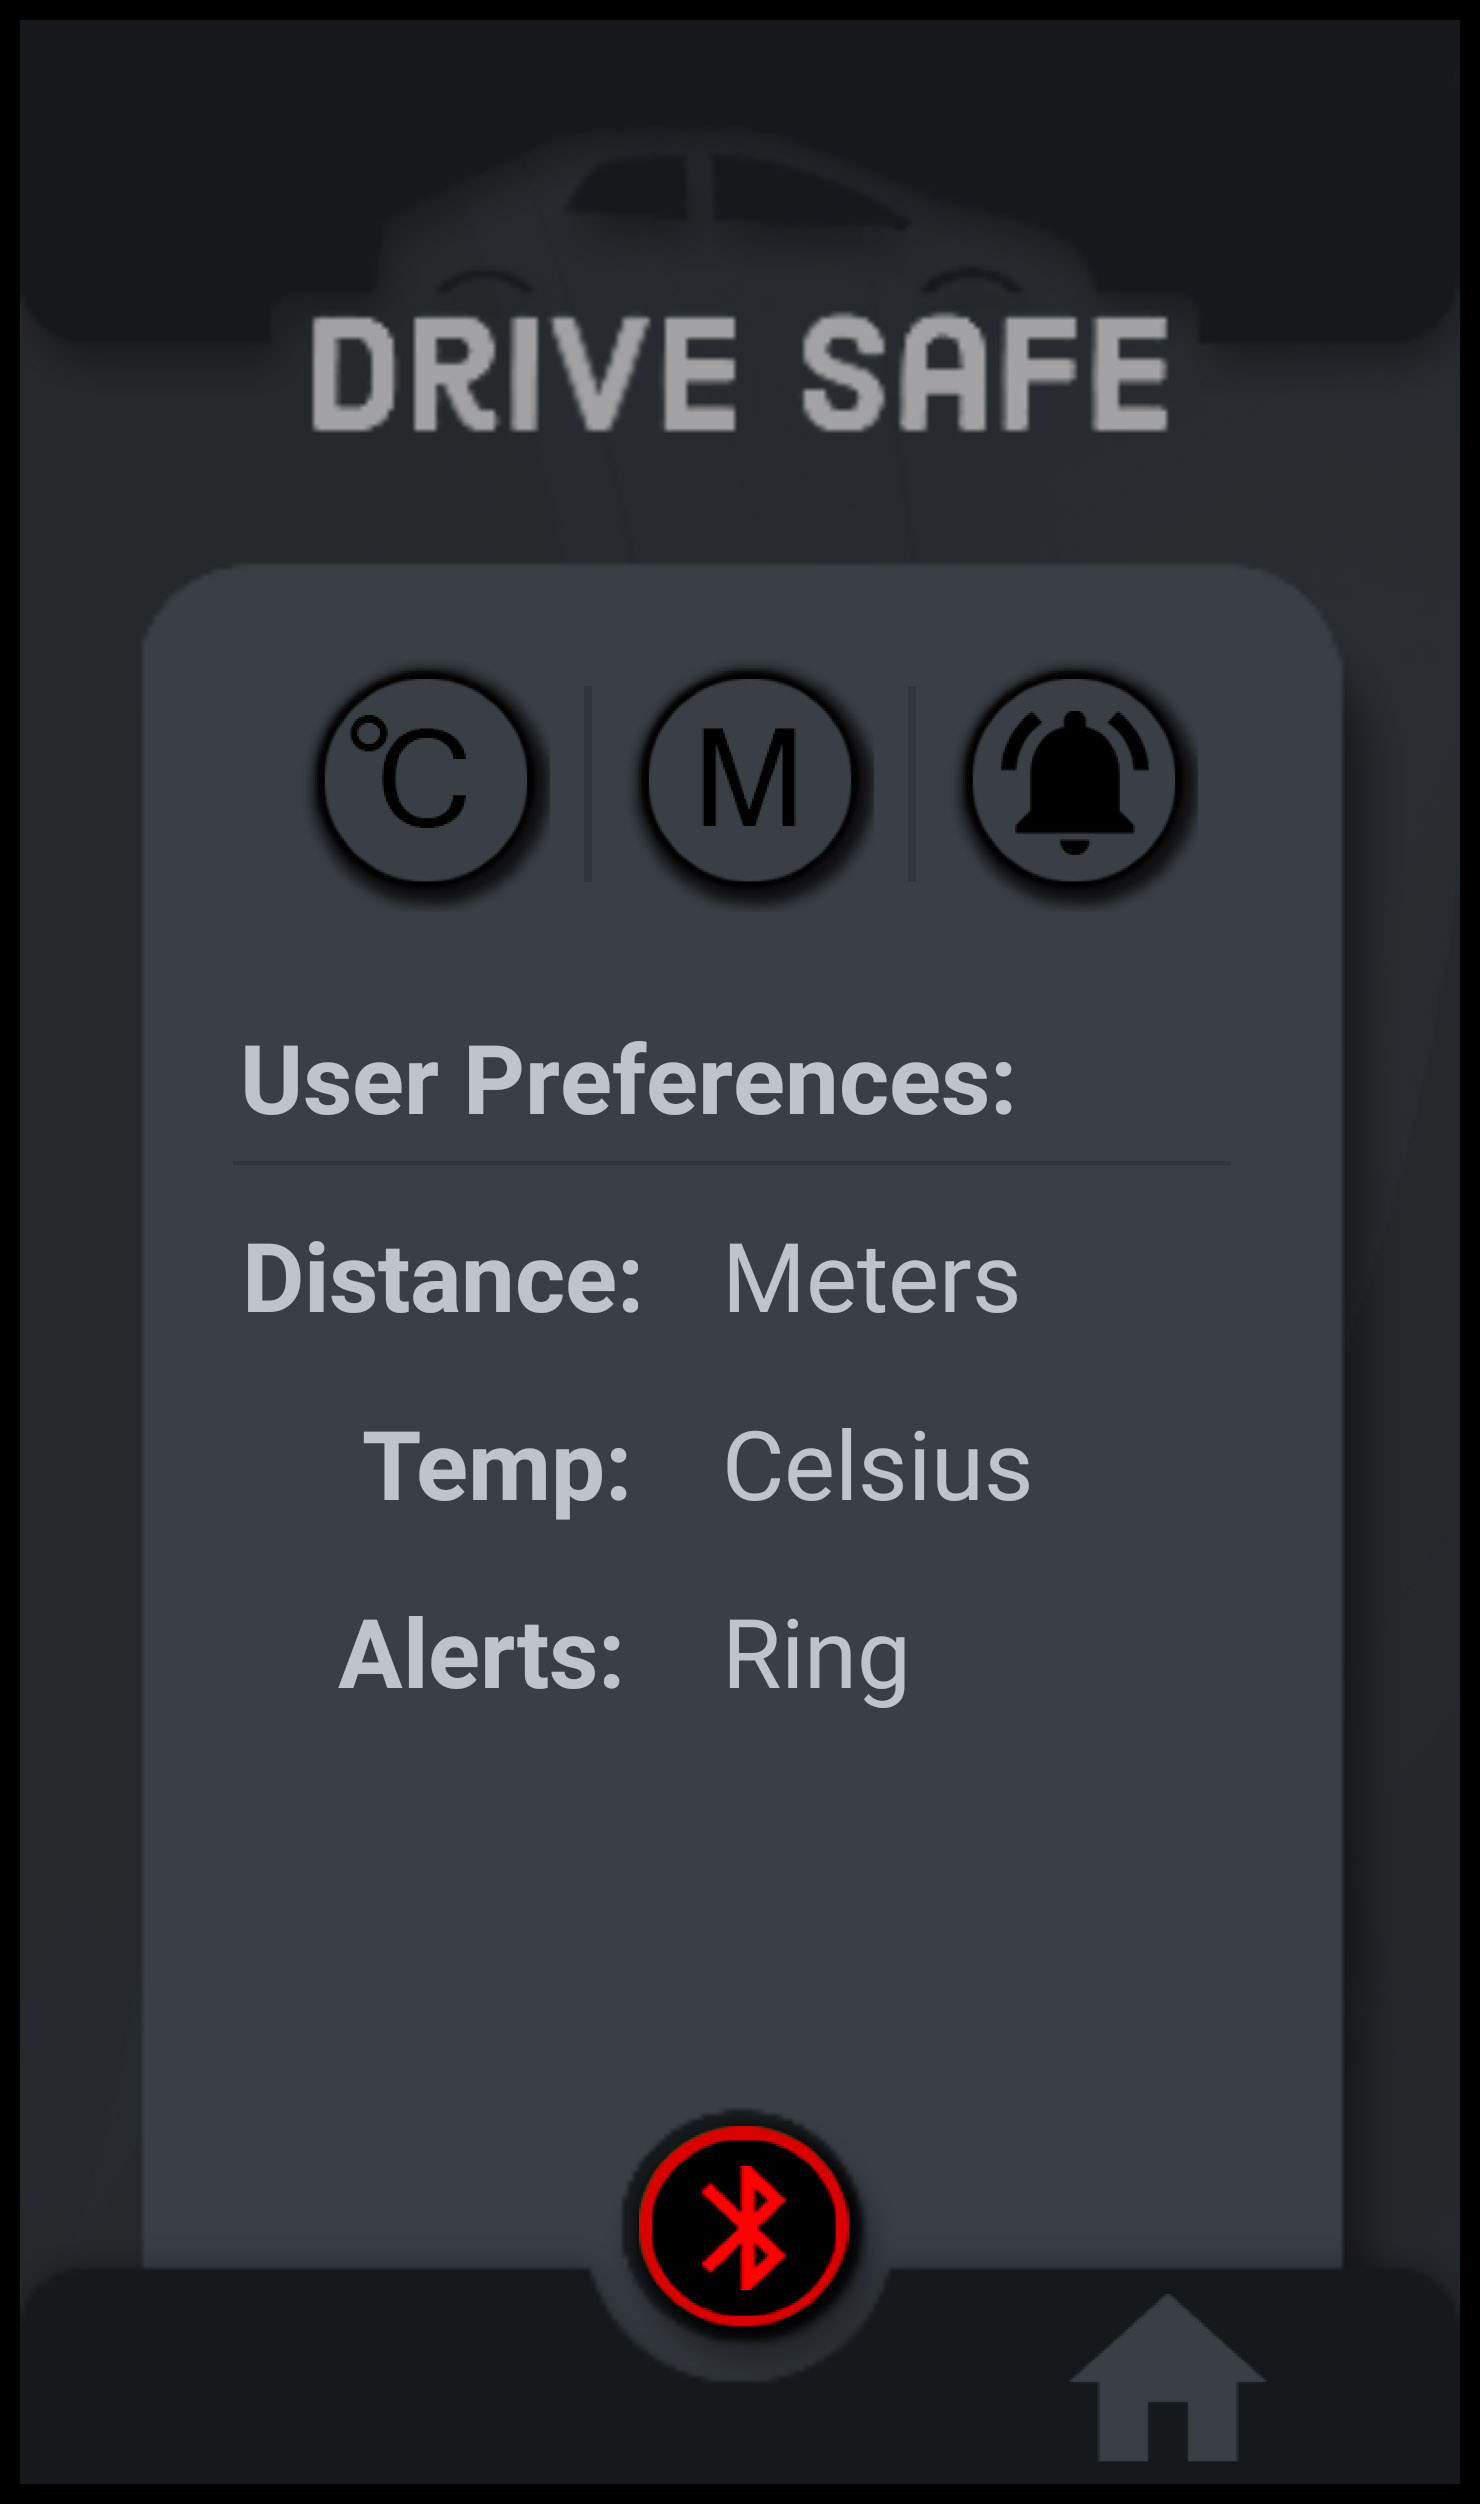 DRIVE SAFE
°C M
User Preferences:
Distance: Meters
Temp: Celsius
Alerts: Ring